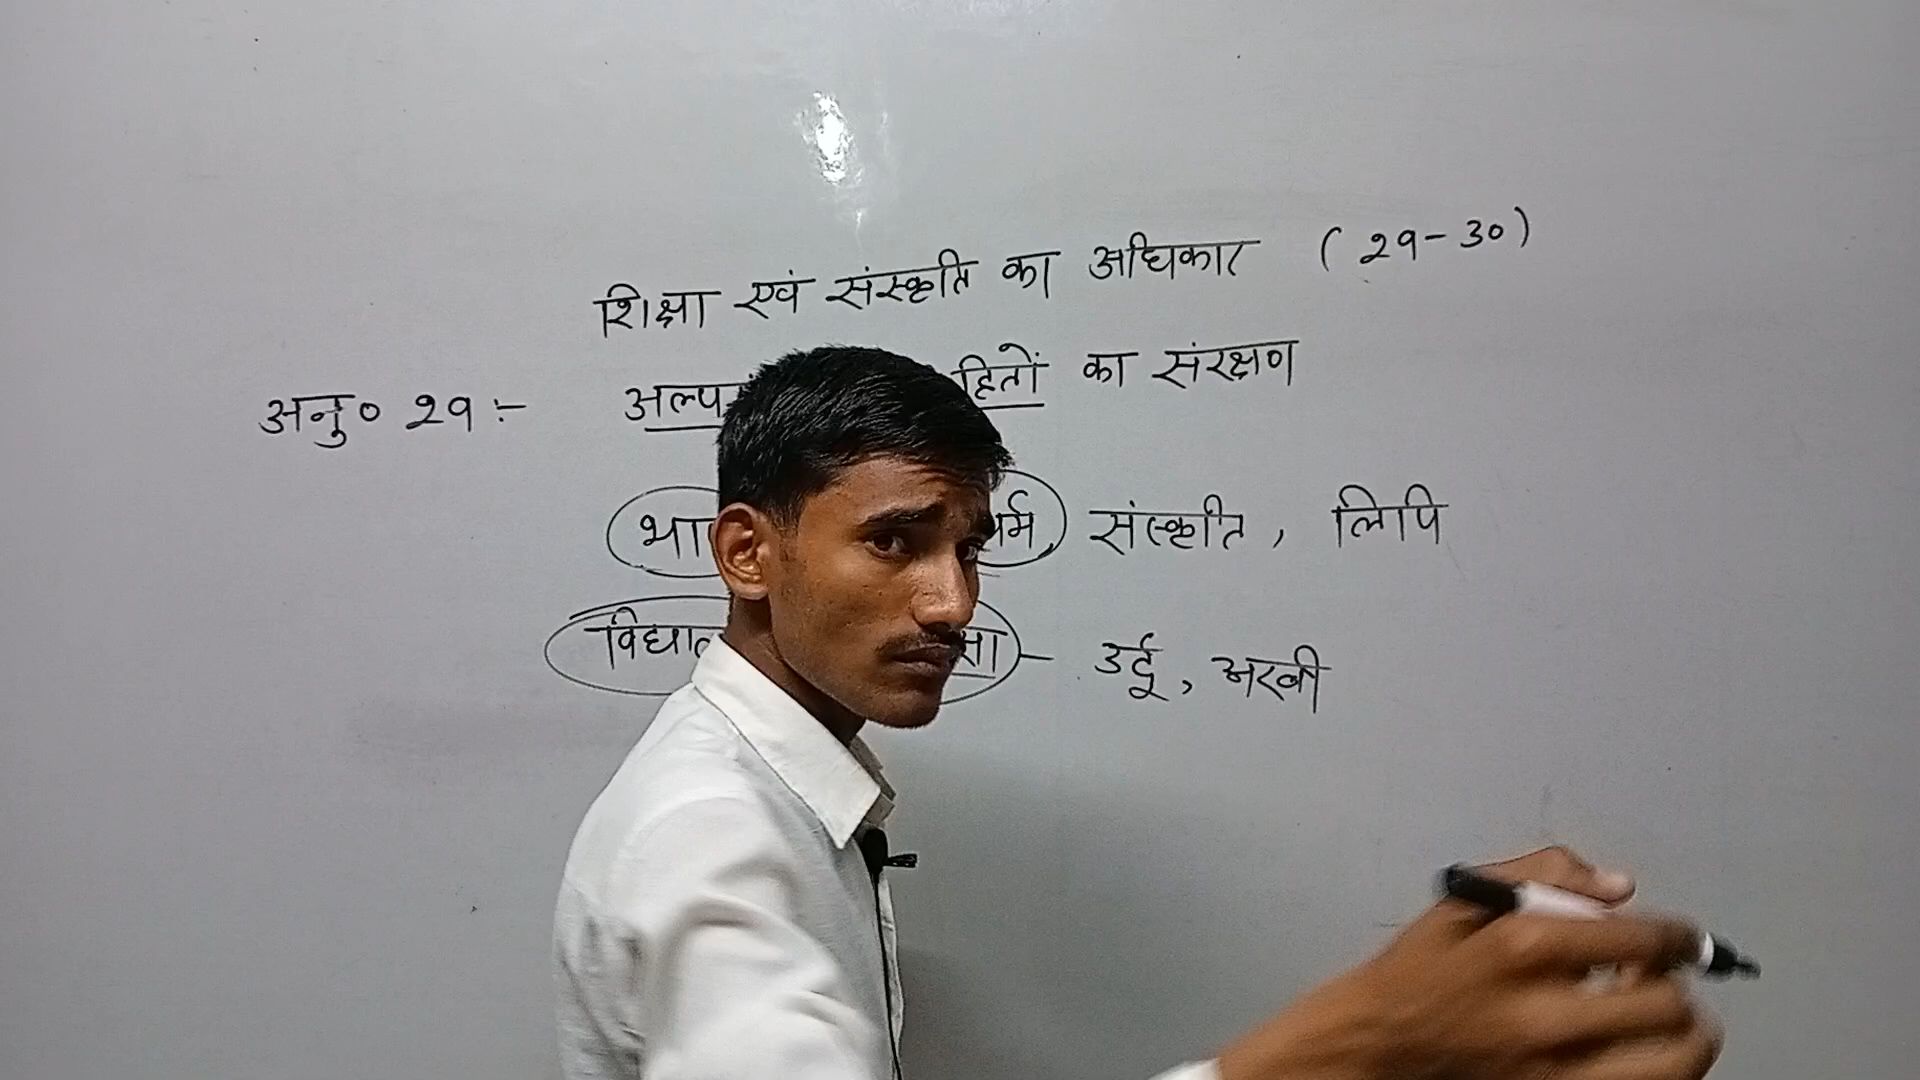 शिक्षा एवं संस्कृति का अधिकार (29-30)
अनु० 29 :- हितों का संरक्षण
संस्कृति, लिपि
- उर्दू, अरबी